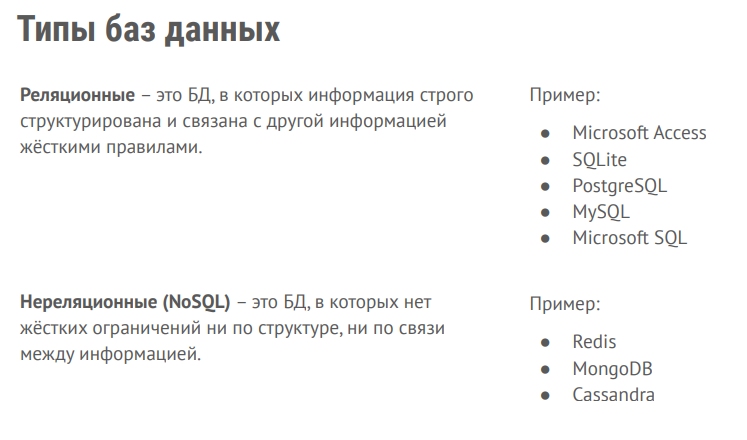 Типы баз данных
Реляционные – это БД, в которых информация строго
структурирована и связана с другой информацией
жёсткими правилами.
Пример:
● Microsoft Access
● SQLite
● PostgreSQL
● MySQL
● Microsoft SQL
Нереляционные (NoSQL) – это БД, в которых нет
жёстких ограничений ни по структуре, ни по связи
между информацией.
Пример:
● Redis
● MongoDB
● Cassandra